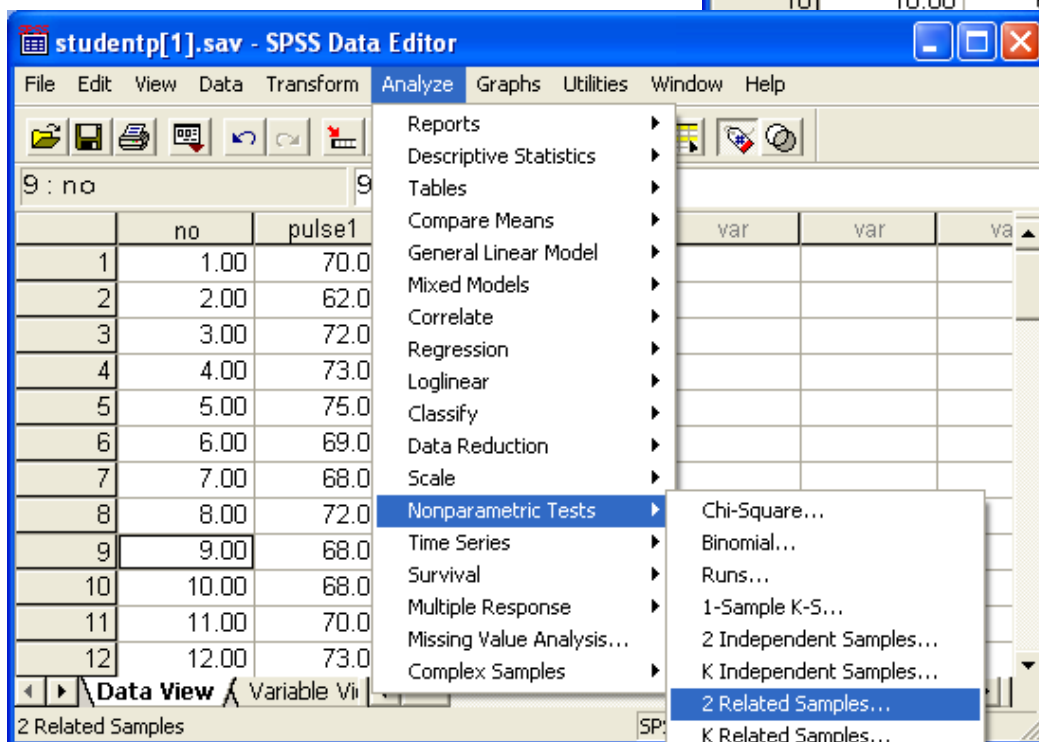 10 10.00
studentp[1].sav - SPSS Data Editor
File Edit View Data Transform Analyze Graphs Utilities Window Help
9 : no 9
no pulse1 var var va
1 1.00 70.0
2 2.00 62.0
3 3.00 72.0
4 4.00 73.0
5 5.00 75.0
6 6.00 69.0
7 7.00 68.0
8 8.00 72.0
9 9.00 68.0
10 10.00 68.0
11 11.00 70.0
12 12.00 73.0
Reports
Descriptive Statistics
Tables
Compare Means
General Linear Model
Mixed Models
Correlate
Regression
Loglinear
Classify
Data Reduction
Scale
Nonparametric Tests
Time Series
Survival
Multiple Response
Missing Value Analysis...
Complex Samples
Chi-Square...
Binomial...
Runs...
1-Sample K-S...
2 Independent Samples...
K Independent Samples...
2 Related Samples...
K Related Samples...
Data View Variable Vi
2 Related Samples SP